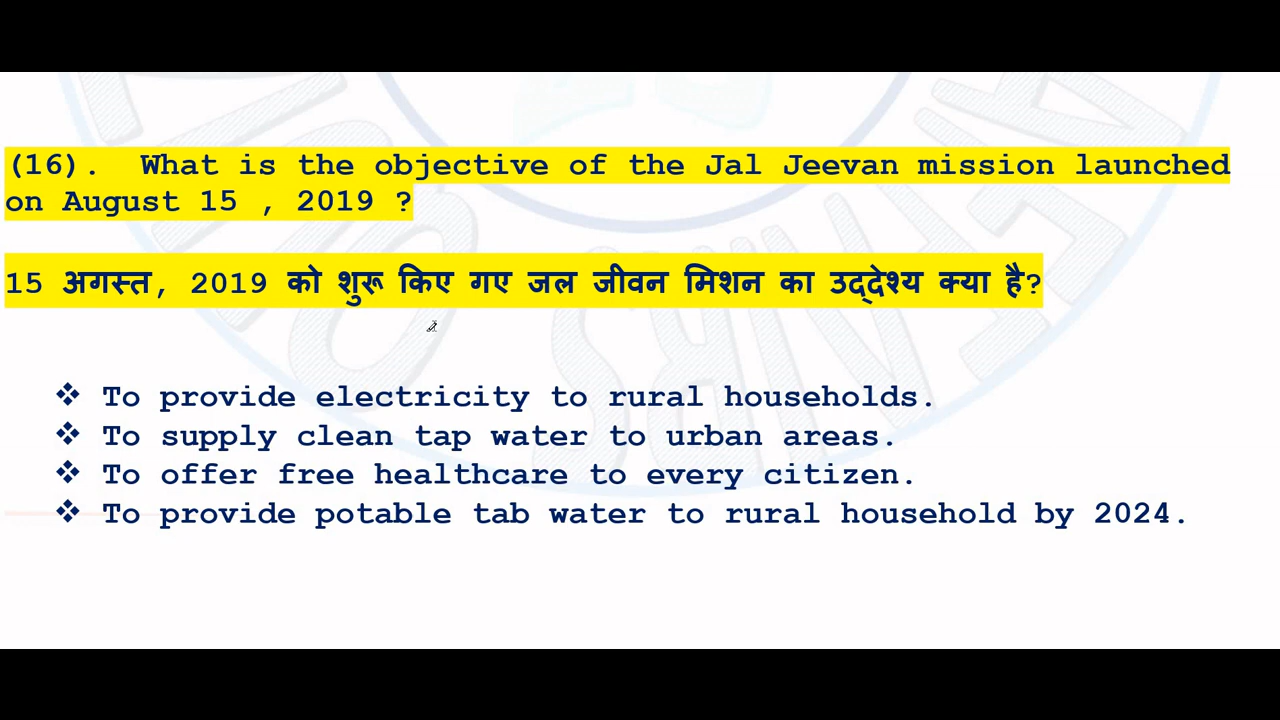 (16). What is the objective of the Jal Jeevan mission launched
on August 15 , 2019 ?
15 अगस्त, 2019 को शुरू किए गए जल जीवन मिशन का उद्देश्य क्या है?
❖ To provide electricity to rural households.
❖ To supply clean tap water to urban areas.
❖ To offer free healthcare to every citizen.
❖ To provide potable tab water to rural household by 2024.